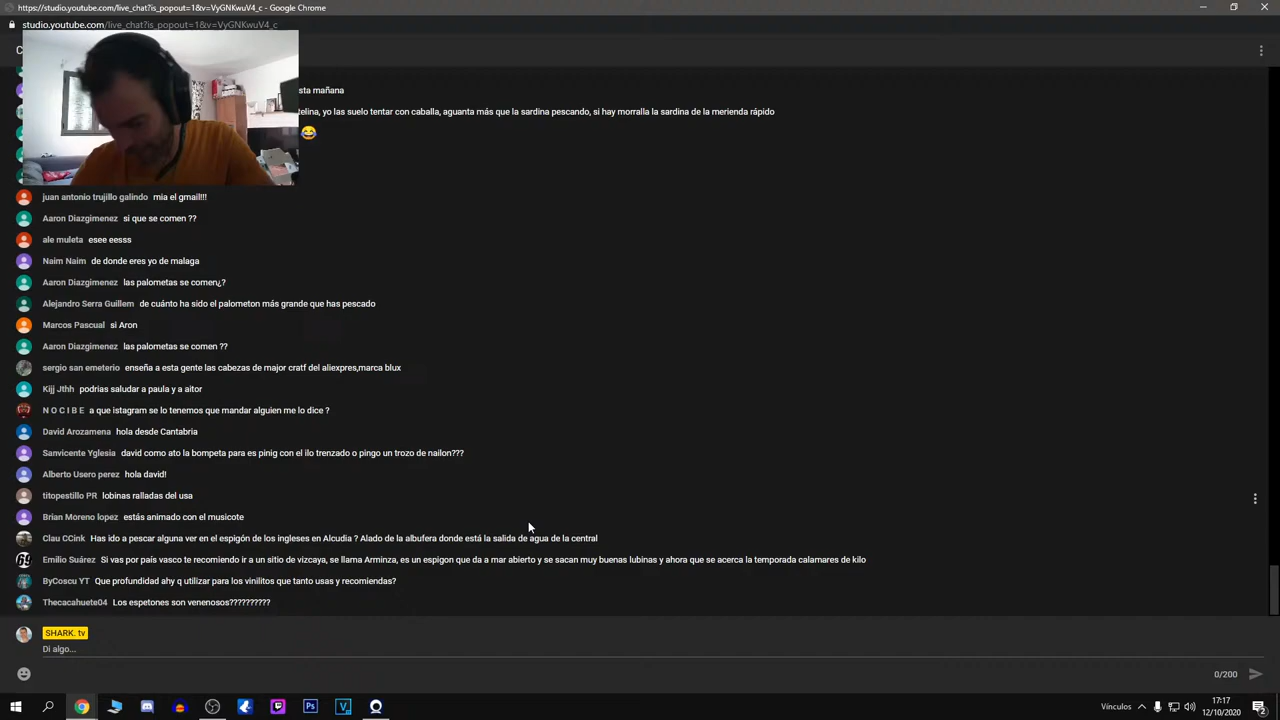 https://studio.youtube.com/live_chat?is_popout=1&v=VyGNKwuV4_c - Google Chrome
studio.youtube.com/live_chat?is_popout=1&v=VyGNKwuV4_c
sta mañana
telina, yo las suelo tentar con caballa, aguanta más que la sardina pescando, si hay morralla la sardina de la merienda rápido
juan antonio trujillo galindo mia el gmail!!!
Aaron Diazgimenez si que se comen ??
ale muleta esee eesss
Naim Naim de donde eres yo de malaga
Aaron Diazgimenez las palometas se comen¿?
Alejandro Serra Guillem de cuánto ha sido el palometon más grande que has pescado
Marcos Pascual si Aron
Aaron Diazgimenez las palometas se comen ??
sergio san emeterio enseña a esta gente las cabezas de major cratf del aliexpres,marca blux
Kijj Jthh podrias saludar a paula y a aitor
N O C I B E a que istagram se lo tenemos que mandar alguien me lo dice ?
David Arozamena hola desde Cantabria
Sanvicente Yglesia david como ato la bompeta para es pinig con el ilo trenzado o pingo un trozo de nailon???
Alberto Usero perez hola david!
titopestillo PR lobinas ralladas del usa
Brian Moreno lopez estás animado con el musicote
Clau CCink Has ido a pescar alguna ver en el espigón de los ingleses en Alcudia ? Alado de la albufera donde está la salida de agua de la central
Emilio Suárez Si vas por país vasco te recomiendo ir a un sitio de vizcaya, se llama Arminza, es un espigon que da a mar abierto y se sacan muy buenas lubinas y ahora que se acerca la temporada calamares de kilo
ByCoscu YT Que profundidad ahy q utilizar para los vinilitos que tanto usas y recomiendas?
Thecacahuete04 Los espetones son venenosos??????????
SHARK. tv
Di algo...
0/200
Vínculos
17:17
12/10/2020